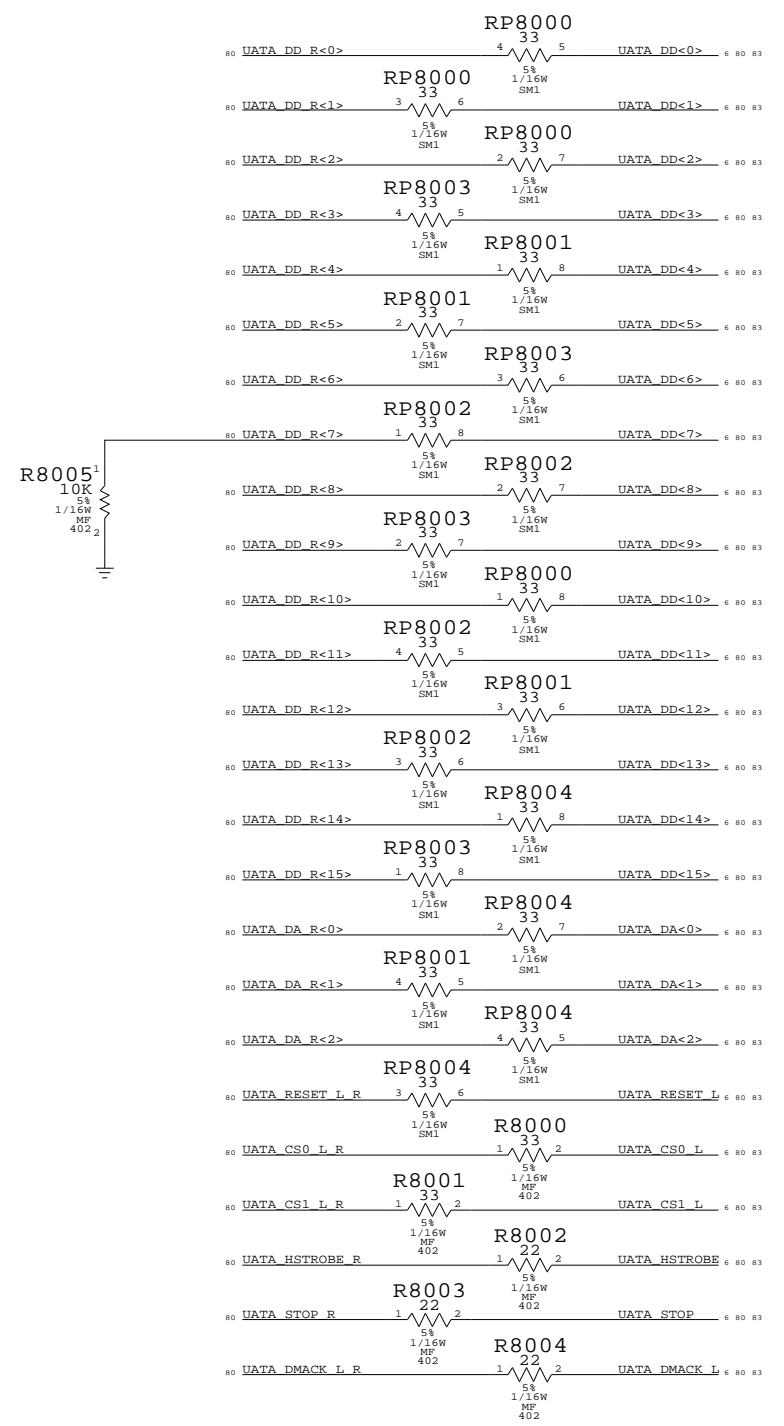 RP8000
33
80 UATA_DD_R<0> 4 5 UATA_DD<0> 6 80 83
5%
1/16W
SM1
RP8000
33
80 UATA_DD_R<1> 3 6 UATA_DD<1> 6 80 83
5%
1/16W
SM1
RP8000
33
80 UATA_DD_R<2> 2 7 UATA_DD<2> 6 80 83
5%
1/16W
SM1
RP8003
33
80 UATA_DD_R<3> 4 5 UATA_DD<3> 6 80 83
5%
1/16W
SM1
RP8001
33
80 UATA_DD_R<4> 1 8 UATA_DD<4> 6 80 83
5%
1/16W
SM1
RP8001
33
80 UATA_DD_R<5> 2 7 UATA_DD<5> 6 80 83
5%
1/16W
SM1
RP8003
33
80 UATA_DD_R<6> 3 6 UATA_DD<6> 6 80 83
5%
1/16W
SM1
RP8002
33
80 UATA_DD_R<7> 1 8 UATA_DD<7> 6 80 83
5%
1/16W
SM1
R8005 1
10K
5%
1/16W
MF
402 2
RP8002
33
80 UATA_DD_R<8> 2 7 UATA_DD<8> 6 80 83
5%
1/16W
SM1
RP8003
33
80 UATA_DD_R<9> 2 7 UATA_DD<9> 6 80 83
5%
1/16W
SM1
RP8000
33
80 UATA_DD_R<10> 1 8 UATA_DD<10> 6 80 83
5%
1/16W
SM1
RP8002
33
80 UATA_DD_R<11> 4 5 UATA_DD<11> 6 80 83
5%
1/16W
SM1
RP8001
33
80 UATA_DD_R<12> 3 6 UATA_DD<12> 6 80 83
5%
1/16W
SM1
RP8002
33
80 UATA_DD_R<13> 3 6 UATA_DD<13> 6 80 83
5%
1/16W
SM1
RP8004
33
80 UATA_DD_R<14> 1 8 UATA_DD<14> 6 80 83
5%
1/16W
SM1
RP8003
33
80 UATA_DD_R<15> 1 8 UATA_DD<15> 6 80 83
5%
1/16W
SM1
RP8004
33
80 UATA_DA_R<0> 2 7 UATA_DA<0> 6 80 83
5%
1/16W
SM1
RP8001
33
80 UATA_DA_R<1> 4 5 UATA_DA<1> 6 80 83
5%
1/16W
SM1
RP8004
33
80 UATA_DA_R<2> 4 5 UATA_DA<2> 6 80 83
5%
1/16W
SM1
RP8004
33
80 UATA_RESET_L_R 3 6 UATA_RESET_L 6 80 83
5%
1/16W
SM1
R8000
33
80 UATA_CS0_L_R 1 2 UATA_CS0_L 6 80 83
5%
1/16W
MF
402
R8001
33
80 UATA_CS1_L_R 1 2 UATA_CS1_L 6 80 83
5%
1/16W
MF
402
R8002
22
80 UATA_HSTROBE_R 1 2 UATA_HSTROBE 6 80 83
5%
1/16W
MF
402
R8003
22
80 UATA_STOP_R 1 2 UATA_STOP 6 80 83
5%
1/16W
MF
402
R8004
22
80 UATA_DMACK_L_R 1 2 UATA_DMACK_L 6 80 83
5%
1/16W
MF
402